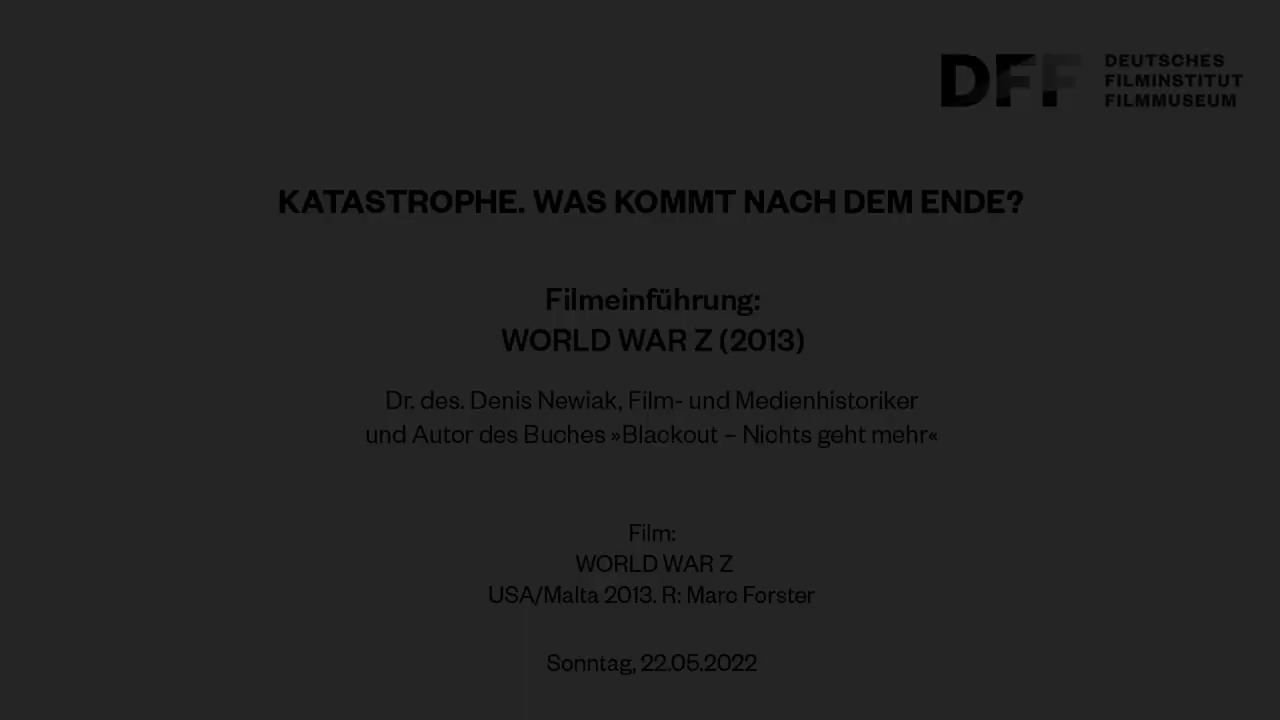 DFF
DEUTSCHES
FILMINSTITUT
FILMMUSEUM
KATASTROPHE. WAS KOMMT NACH DEM ENDE?
Filmeinführung:
WORLD WAR Z (2013)
Dr. des. Denis Newiak, Film- und Medienhistoriker
und Autor des Buches »Blackout – Nichts geht mehr«
Film:
WORLD WAR Z
USA/Malta 2013. R: Marc Forster
Sonntag, 22.05.2022